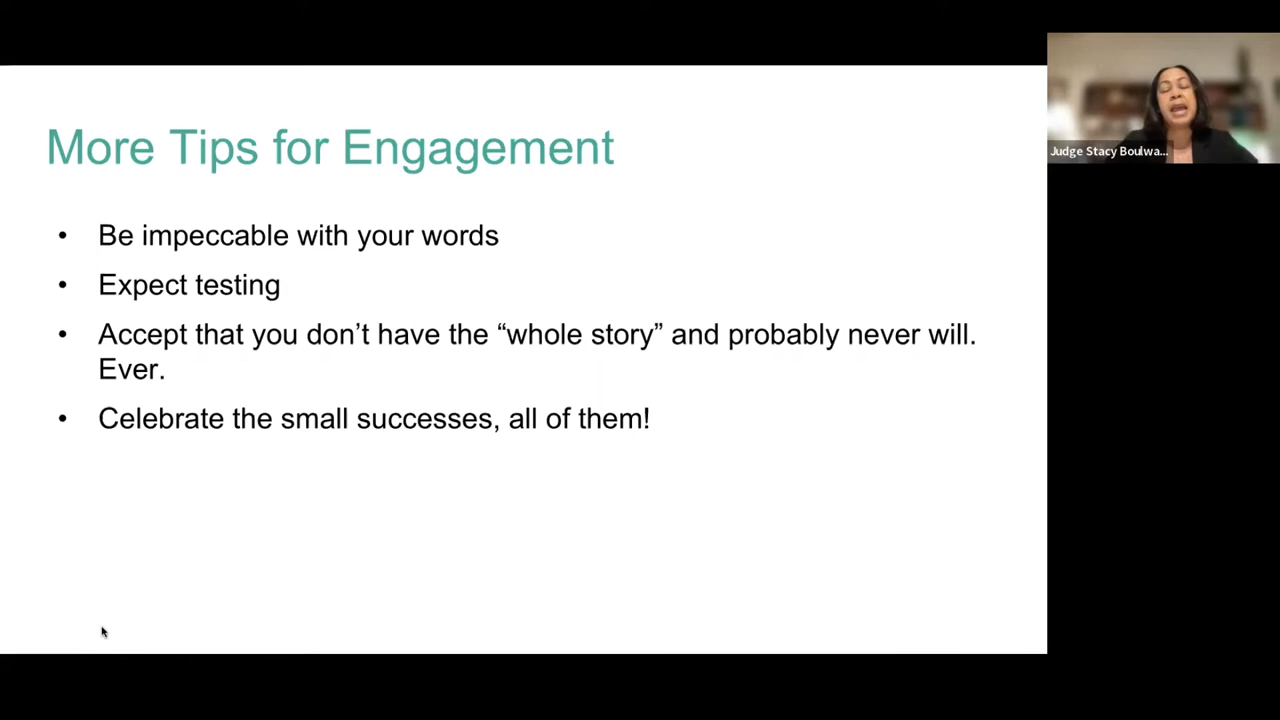 More Tips for Engagement
• Be impeccable with your words
• Expect testing
• Accept that you don’t have the “whole story” and probably never will.
Ever.
• Celebrate the small successes, all of them!
Judge Stacy Boulwa...